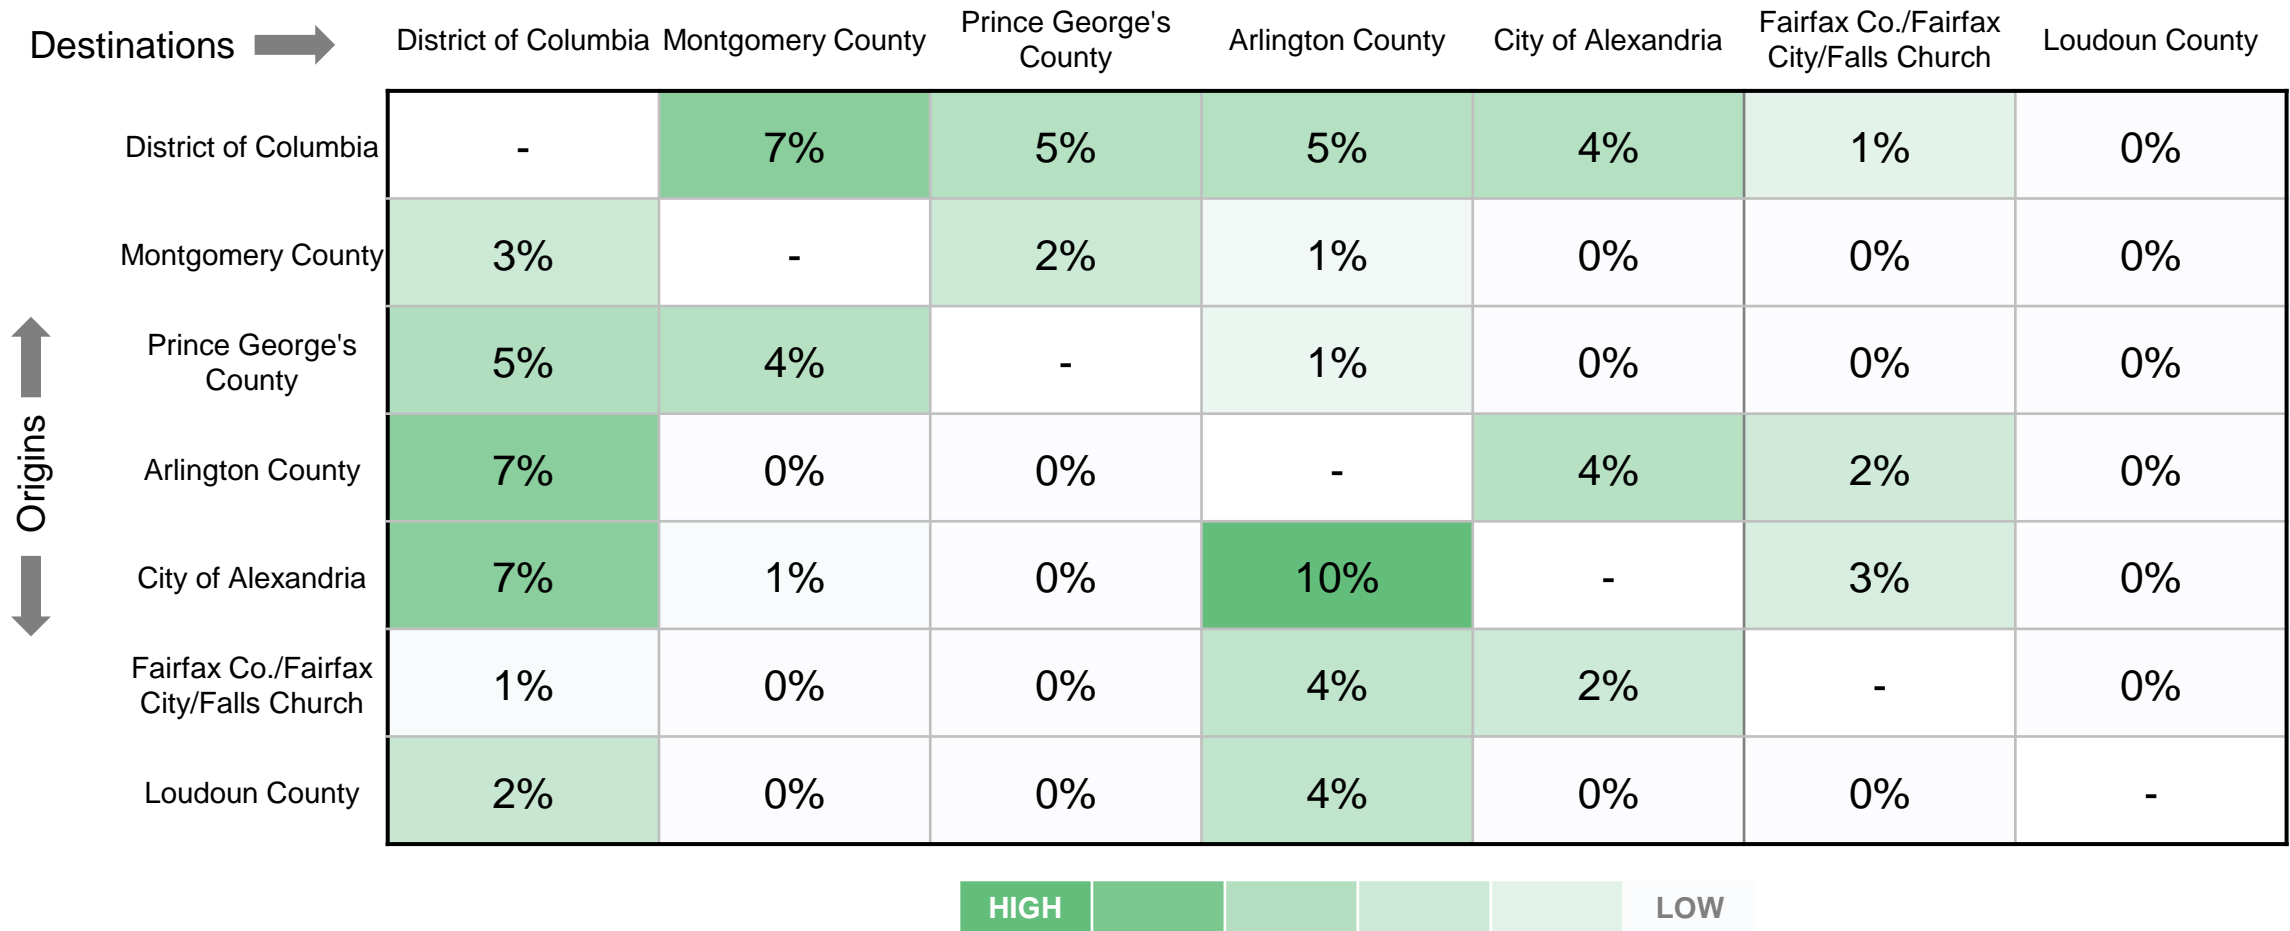 Destinations
District of Columbia Montgomery County Prince George's County Arlington County City of Alexandria Fairfax Co./Fairfax City/Falls Church Loudoun County
District of Columbia - 7% 5% 5% 4% 1% 0%
Montgomery County 3% - 2% 1% 0% 0% 0%
Prince George's County 5% 4% - 1% 0% 0% 0%
Origins
Arlington County 7% 0% 0% - 4% 2% 0%
City of Alexandria 7% 1% 0% 10% - 3% 0%
Fairfax Co./Fairfax City/Falls Church 1% 0% 0% 4% 2% - 0%
Loudoun County 2% 0% 0% 4% 0% 0% -
HIGH LOW